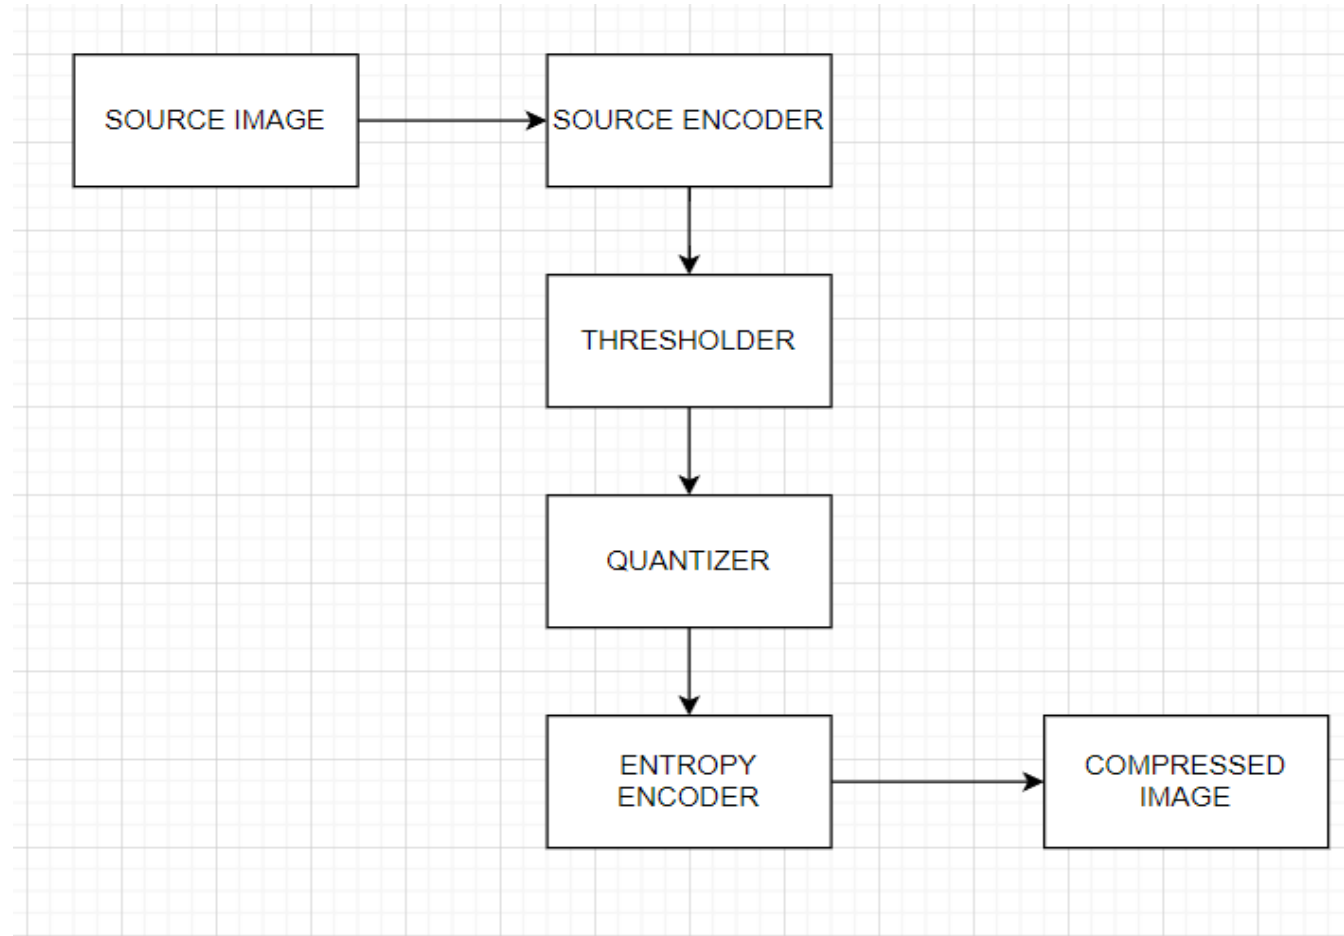 SOURCE IMAGE
SOURCE ENCODER
THRESHOLDER
QUANTIZER
ENTROPY
ENCODER
COMPRESSED
IMAGE